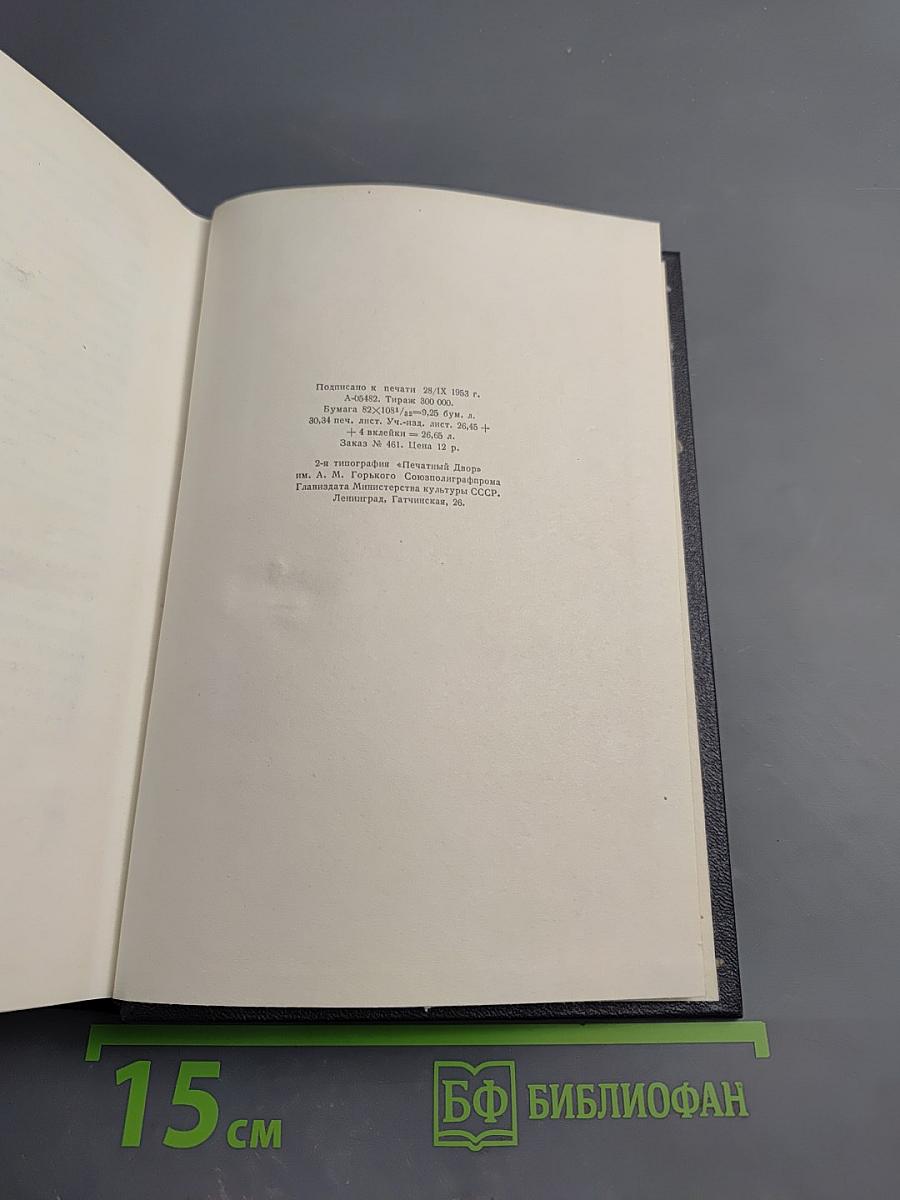 Подписано к печати 28/IX 1953 г.
А-05482. Тираж 300 000.
Бумага 82×108¹/₃₂=9,25 бум. л.
30,34 печ. лист. Уч.-изд. лист. 26,45 +
+ 4 вклейки = 26,65 л.
Заказ № 461. Цена 12 р.
2-я типография «Печатный Двор»
им. А. М. Горького Союзполиграфпрома
Главиздата Министерства культуры СССР.
Ленинград, Гатчинская, 26.
15 см
БФ БИБЛИОФАН